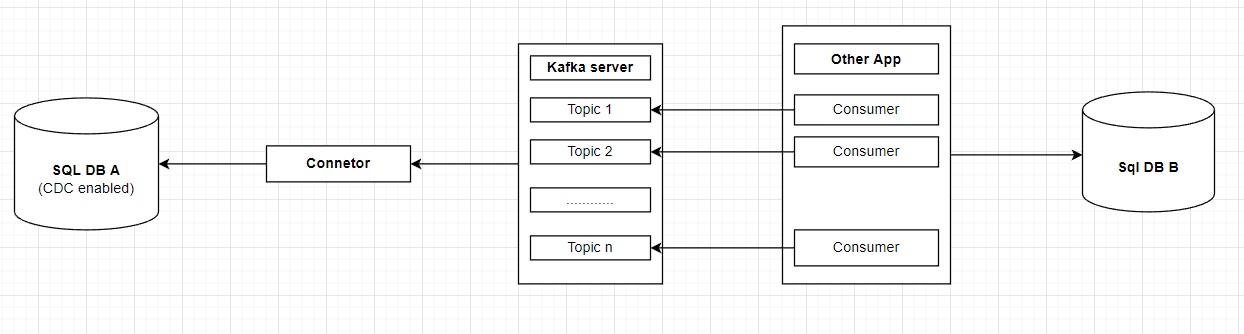 SQL DB A
(CDC enabled)
Connetor
Kafka server
Topic 1
Topic 2
............
Topic n
Other App
Consumer
Consumer
Consumer
Sql DB B